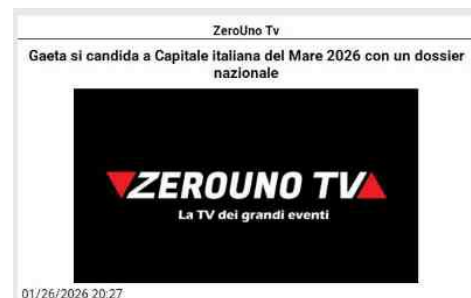 ZeroUno Tv
Gaeta si candida a Capitale italiana del Mare 2026 con un dossier
nazionale
ZEROUNO TV
La TV dei grandi eventi
01/26/2026 20:27